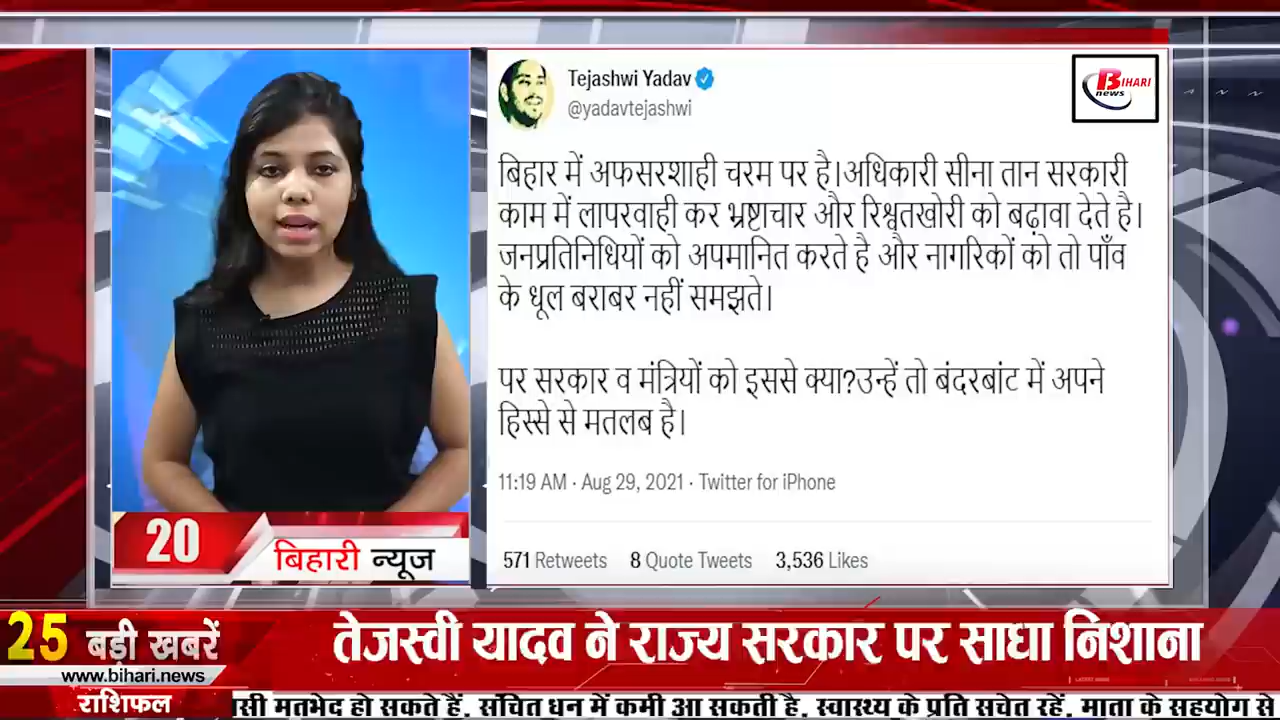 Tejashwi Yadav
@yadavtejashwi
BIHARI
news
बिहार में अफसरशाही चरम पर है।अधिकारी सीना तान सरकारी
काम में लापरवाही कर भ्रष्टाचार और रिश्वतखोरी को बढ़ावा देते है।
जनप्रतिनिधियों को अपमानित करते है और नागरिकों को तो पाँव
के धूल बराबर नहीं समझते।
पर सरकार व मंत्रियों को इससे क्या?उन्हें तो बंदरबांट में अपने
हिस्से से मतलब है।
11:19 AM · Aug 29, 2021 · Twitter for iPhone
571 Retweets 8 Quote Tweets 3,536 Likes
20
बिहारी न्यूज
25 बड़ी खबरें
www.bihari.news
तेजस्वी यादव ने राज्य सरकार पर साधा निशाना
राशिफल
सी मतभेद हो सकते हैं. संचित धन में कमी आ सकती है. स्वास्थ्य के प्रति सचेत रहें. माता के सहयोग से